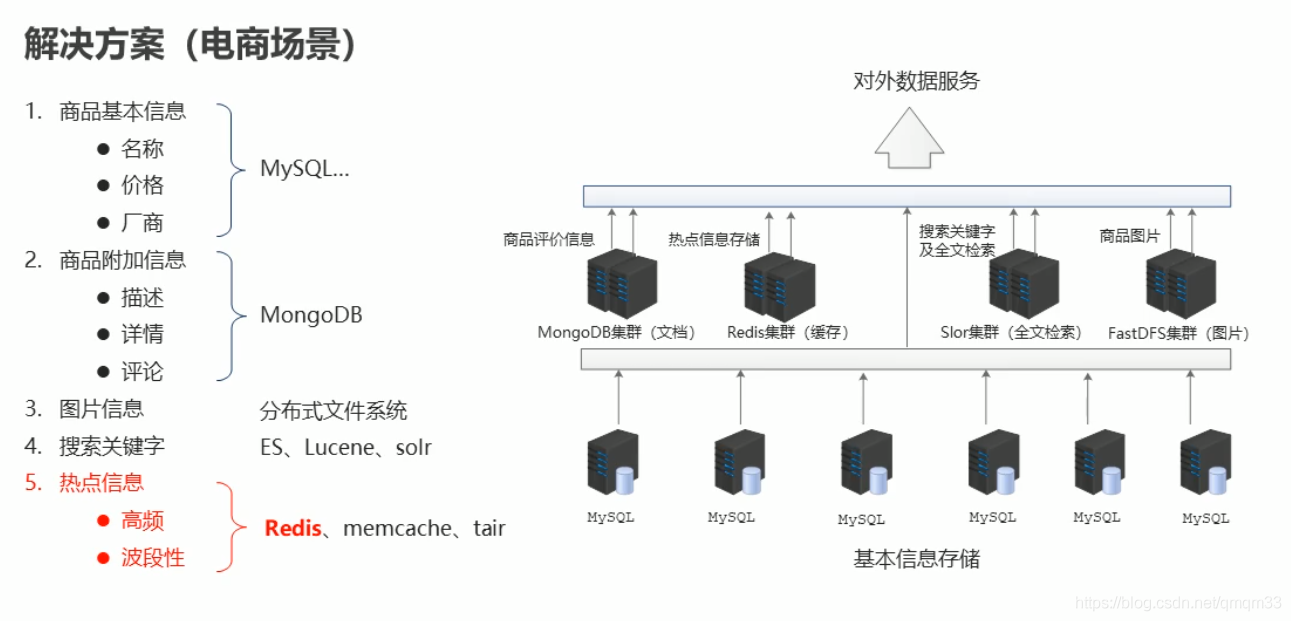 解决方案（电商场景）
1. 商品基本信息
● 名称
● 价格
● 厂商
MySQL...
2. 商品附加信息
● 描述
● 详情
● 评论
MongoDB
3. 图片信息 分布式文件系统
4. 搜索关键字 ES、Lucene、solr
5. 热点信息
● 高频
● 波段性
Redis、memcache、tair
对外数据服务
商品评价信息
热点信息存储
搜索关键字
及全文检索
商品图片
MongoDB集群（文档）
Redis集群（缓存）
Slor集群（全文检索）
FastDFS集群（图片）
MySQL
MySQL
MySQL
MySQL
MySQL
MySQL
基本信息存储
https://blog.csdn.net/qmqm33